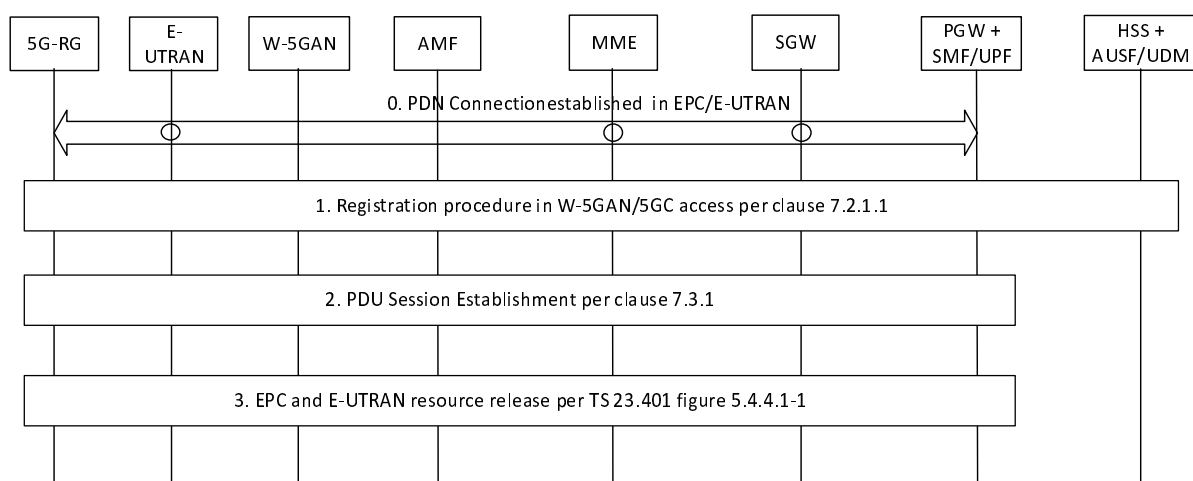 5G-RG
E-
UTRAN
W-5GAN
AMF
MME
SGW
PGW +
SMF/UPF
HSS +
AUSF/UDM
0. PDN Connectionestablished in EPC/E-UTRAN
1. Registration procedure in W-5GAN/5GC access per clause 7.2.1.1
2. PDU Session Establishment per clause 7.3.1
3. EPC and E-UTRAN resource release per TS 23.401 figure 5.4.4.1-1